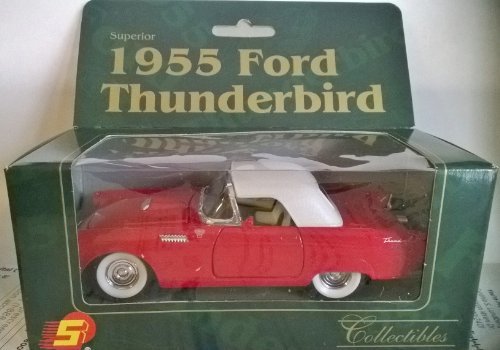 Superior
1955 Ford
Thunderbird
Collectibles